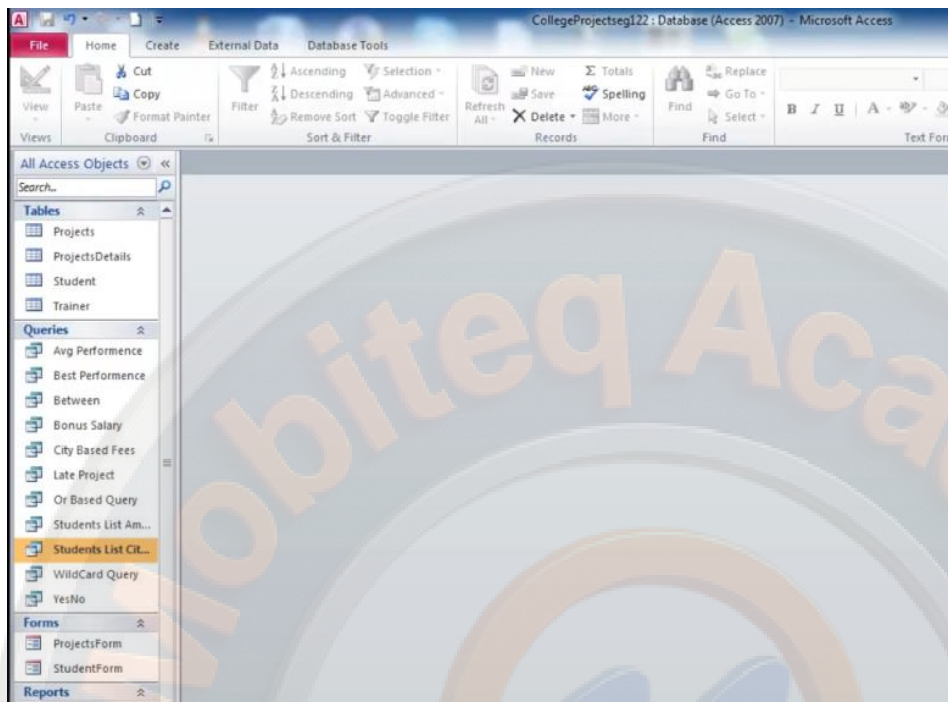 A CollegeProjectseg122 : Database (Access 2007) - Microsoft Access
File Home Create External Data Database Tools
View
Views
Paste
Cut
Copy
Format Painter
Clipboard
Filter
Ascending
Descending
Remove Sort
Selection
Advanced
Toggle Filter
Sort & Filter
Refresh
All
New
Save
Delete
Σ Totals
Spelling
More
Records
Find
Replace
Go To
Select
Find
B I U A
Text For
All Access Objects
Search...
Tables
Projects
ProjectsDetails
Student
Trainer
Queries
Avg Performence
Best Performence
Between
Bonus Salary
City Based Fees
Late Project
Or Based Query
Students List Am...
Students List Cit...
WildCard Query
YesNo
Forms
ProjectsForm
StudentForm
Reports
Mobiteq Aca